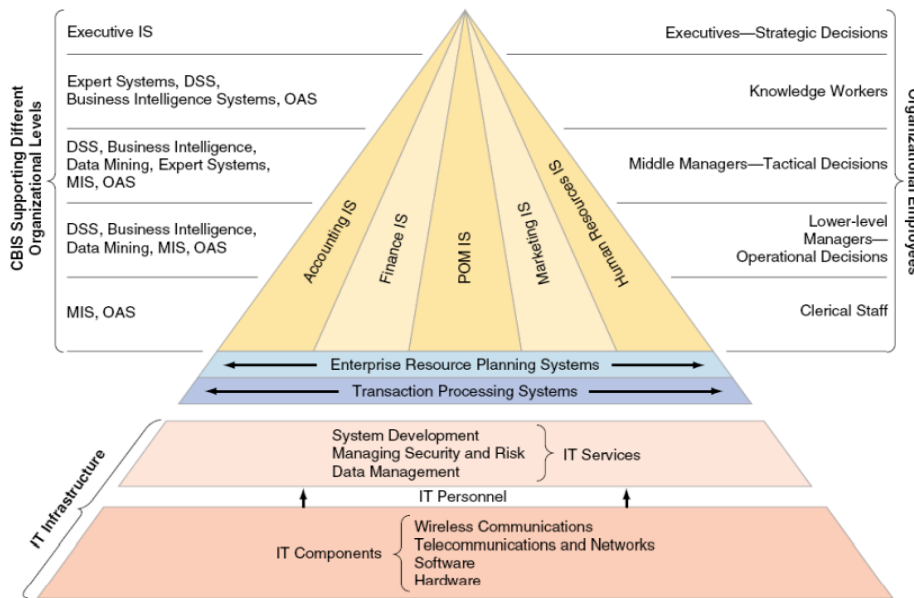 Executive IS
Executives—Strategic Decisions
Expert Systems, DSS,
Business Intelligence Systems, OAS
Knowledge Workers
DSS, Business Intelligence,
Data Mining, Expert Systems,
MIS, OAS
Middle Managers—Tactical Decisions
DSS, Business Intelligence,
Data Mining, MIS, OAS
Lower-level
Managers—
Operational Decisions
MIS, OAS
Clerical Staff
CBIS Supporting Different
Organizational Levels
Organizational Employees
Accounting IS
Finance IS
POM IS
Marketing IS
Human Resources IS
Enterprise Resource Planning Systems
Transaction Processing Systems
IT Infrastructure
System Development
Managing Security and Risk
Data Management
IT Services
IT Personnel
IT Components
Wireless Communications
Telecommunications and Networks
Software
Hardware